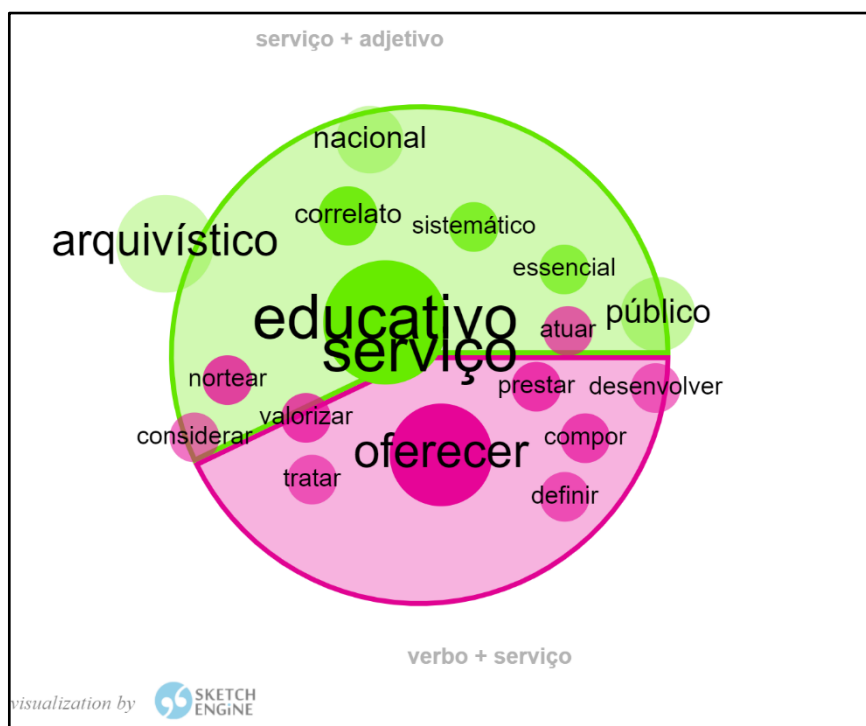 serviço + adjetivo
nacional
correlato
sistemático
arquivístico
essencial
educativo
público
atuar
serviço
nortear
prestar
desenvolver
valorizar
considerar
oferecer
compor
tratar
definir
verbo + serviço
visualization by
SKETCH
ENGINE